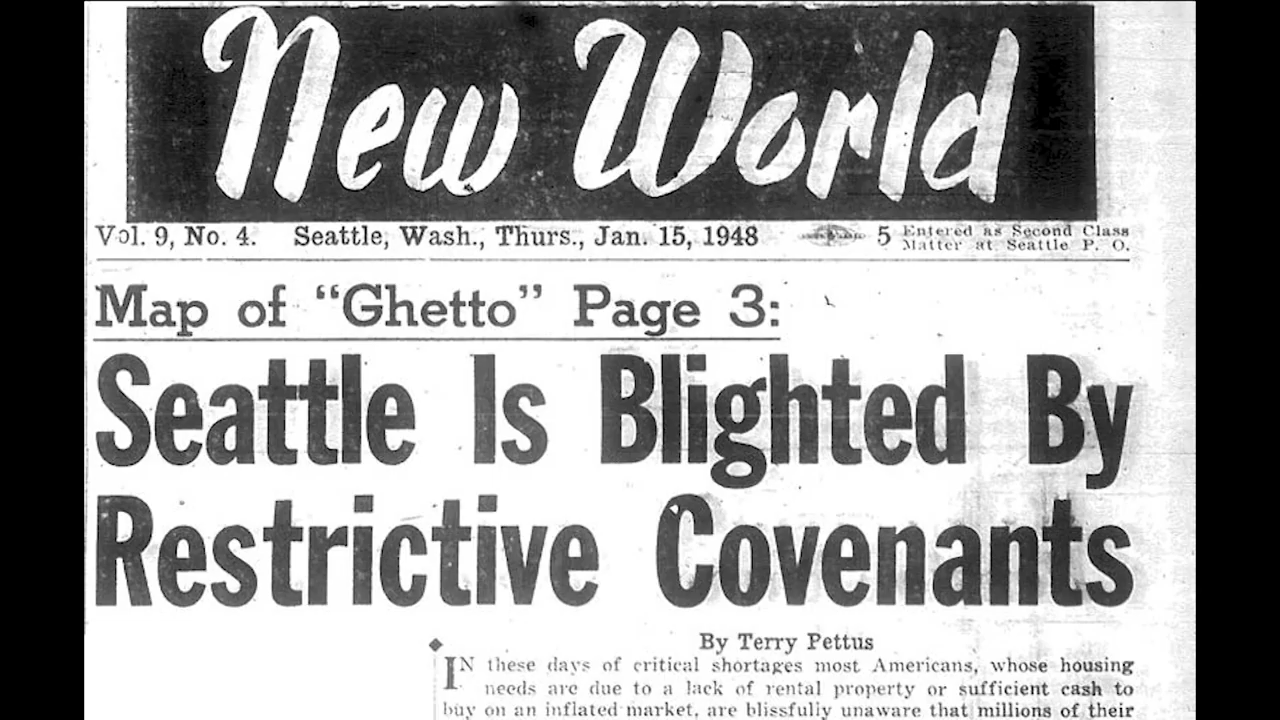 New World
Vol. 9, No. 4. Seattle, Wash., Thurs., Jan. 15, 1948 5 Entered as Second Class
Matter at Seattle P. O.
Map of "Ghetto" Page 3:
Seattle Is Blighted By
Restrictive Covenants
By Terry Pettus
IN these days of critical shortages most Americans, whose housing
needs are due to a lack of rental property or sufficient cash to
buy on an inflated market, are blissfully unaware that millions of their